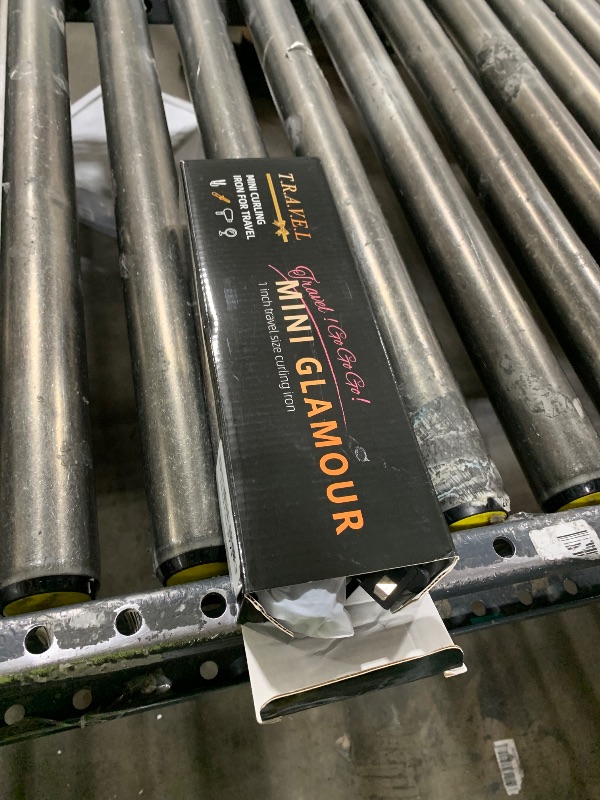 TRAVEL
MINI CURLING
IRON FOR TRAVEL
Travel! Go Go Go!
MINI GLAMOUR
1 inch travel size curling iron